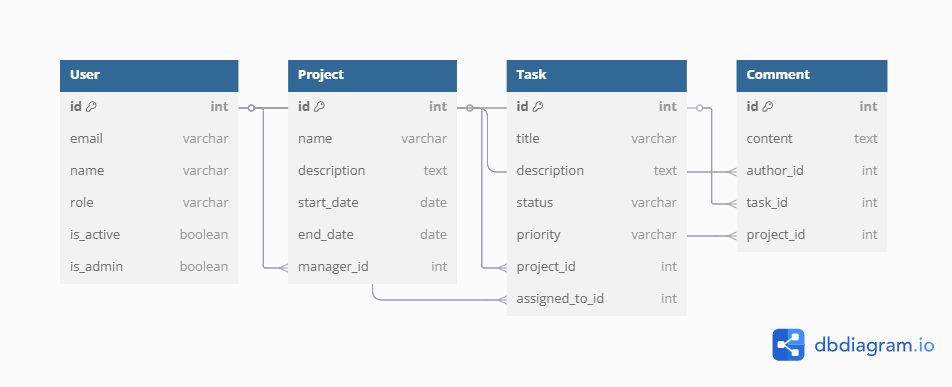 User
id int
email varchar
name varchar
role varchar
is_active boolean
is_admin boolean
Project
id int
name varchar
description text
start_date date
end_date date
manager_id int
Task
id int
title varchar
description text
status varchar
priority varchar
project_id int
assigned_to_id int
Comment
id int
content text
author_id int
task_id int
project_id int
dbdiagram.io